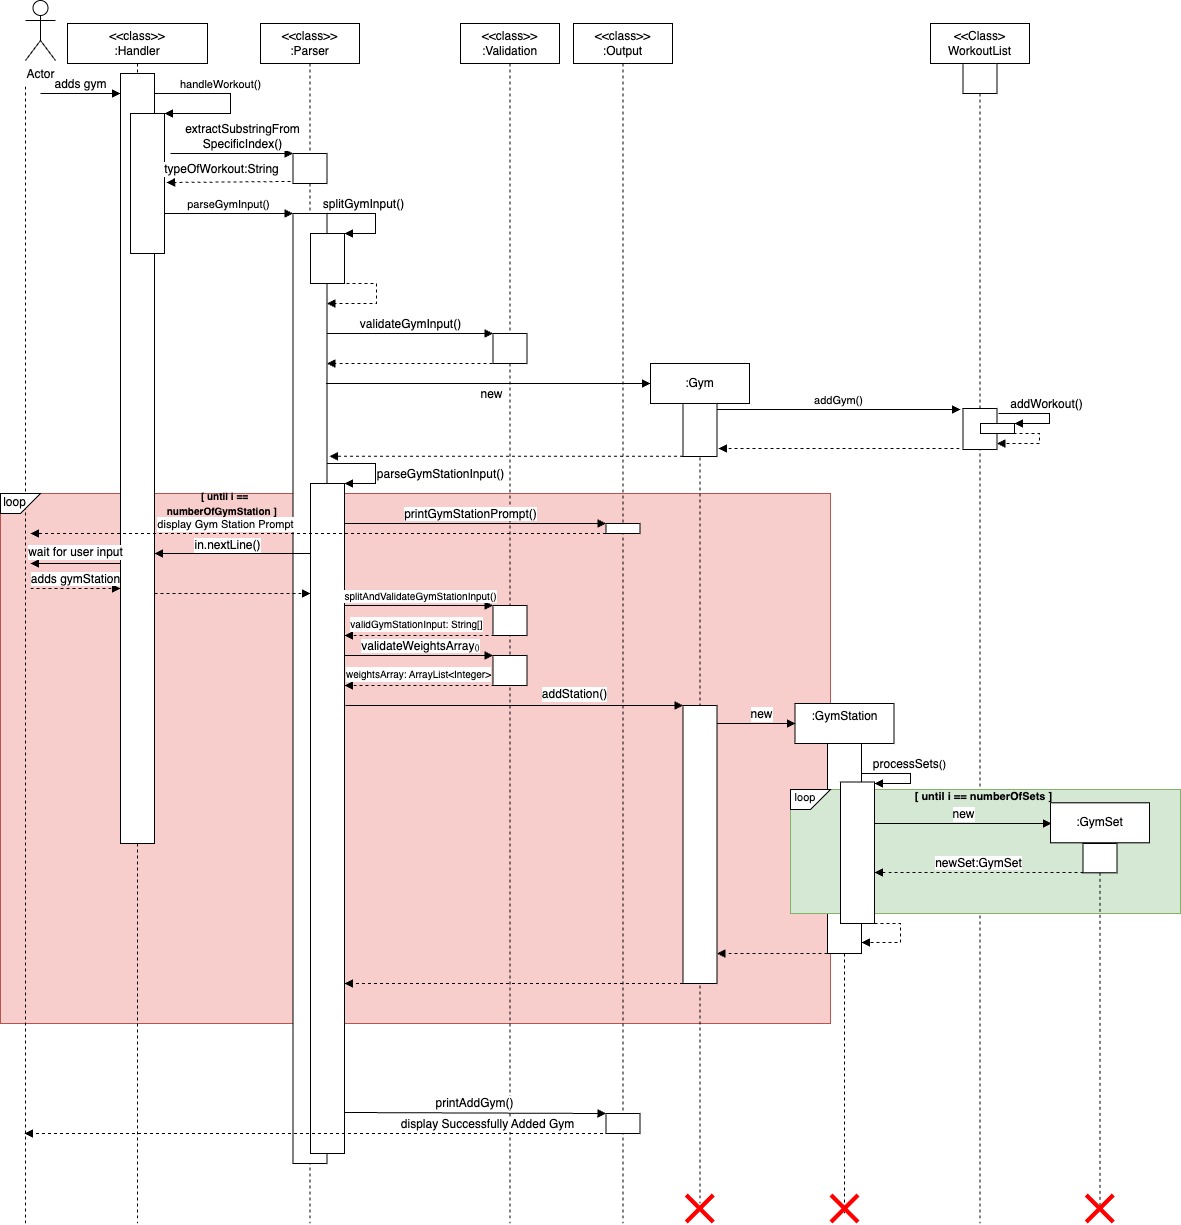 <<class>>
:Handler
<<class>>
:Parser
<<class>>
:Validation
<<class>>
:Output
<<Class>
WorkoutList
Actor
adds gym
handleWorkout()
extractSubstringFrom
SpecificIndex()
typeOfWorkout:String
parseGymInput()
splitGymInput()
validateGymInput()
new
:Gym
addGym()
addWorkout()
parseGymStationInput()
loop
[ until i ==
numberOfGymStation ]
printGymStationPrompt()
display Gym Station Prompt
in.nextLine()
wait for user input
adds gymStation
splitAndValidateGymStationInput()
validGymStationInput: String[]
validateWeightsArray()
weightsArray: ArrayList<Integer>
addStation()
new
:GymStation
processSets()
loop
[ until i == numberOfSets ]
new
:GymSet
newSet:GymSet
printAddGym()
display Successfully Added Gym